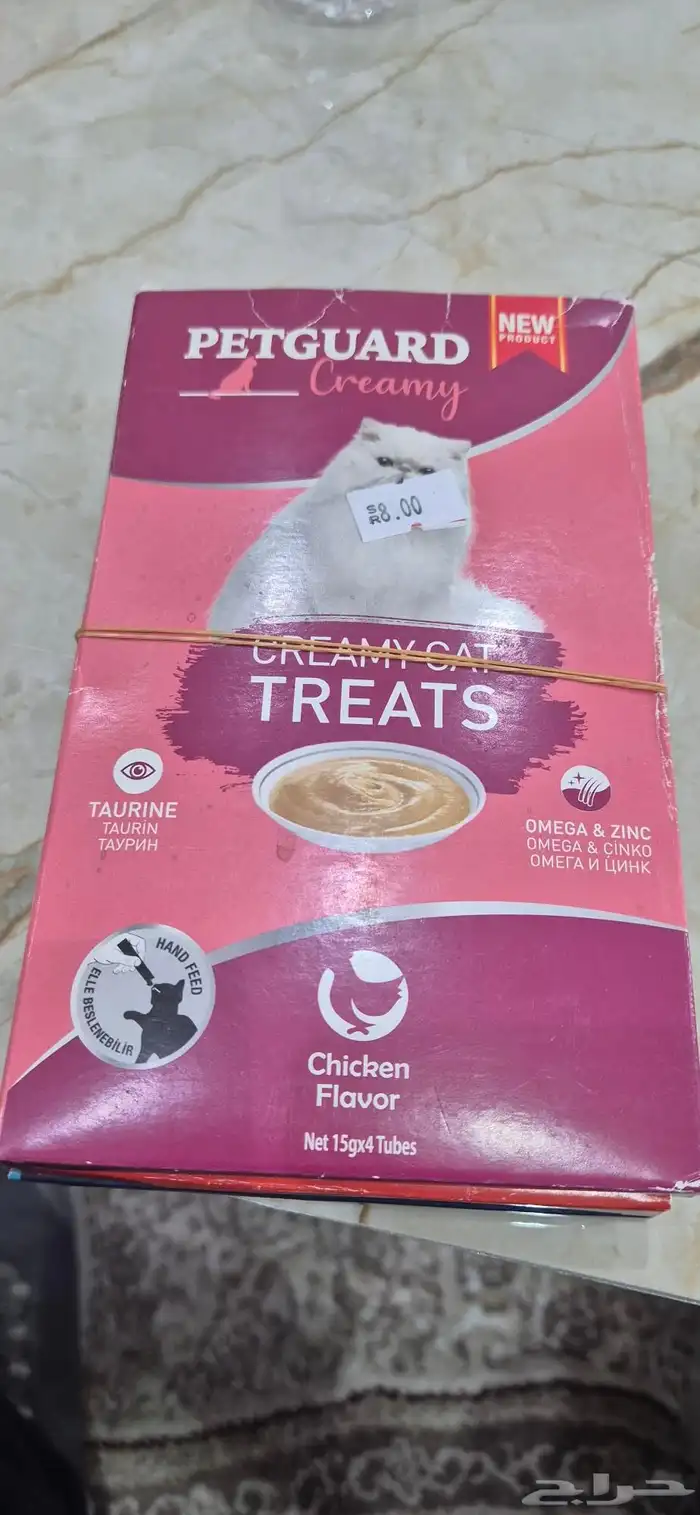 PETGUARD
Creamy
NEW
PRODUCT
SR8.00
CREAMY CAT
TREATS
TAURINE
TAURİN
ТАУРИН
OMEGA & ZINC
OMEGA & ÇİNKO
ОМЕГА И ЦИНК
HAND FEED
ELLE BESLENEBİLİR
Chicken
Flavor
Net 15gx4 Tubes
حراج